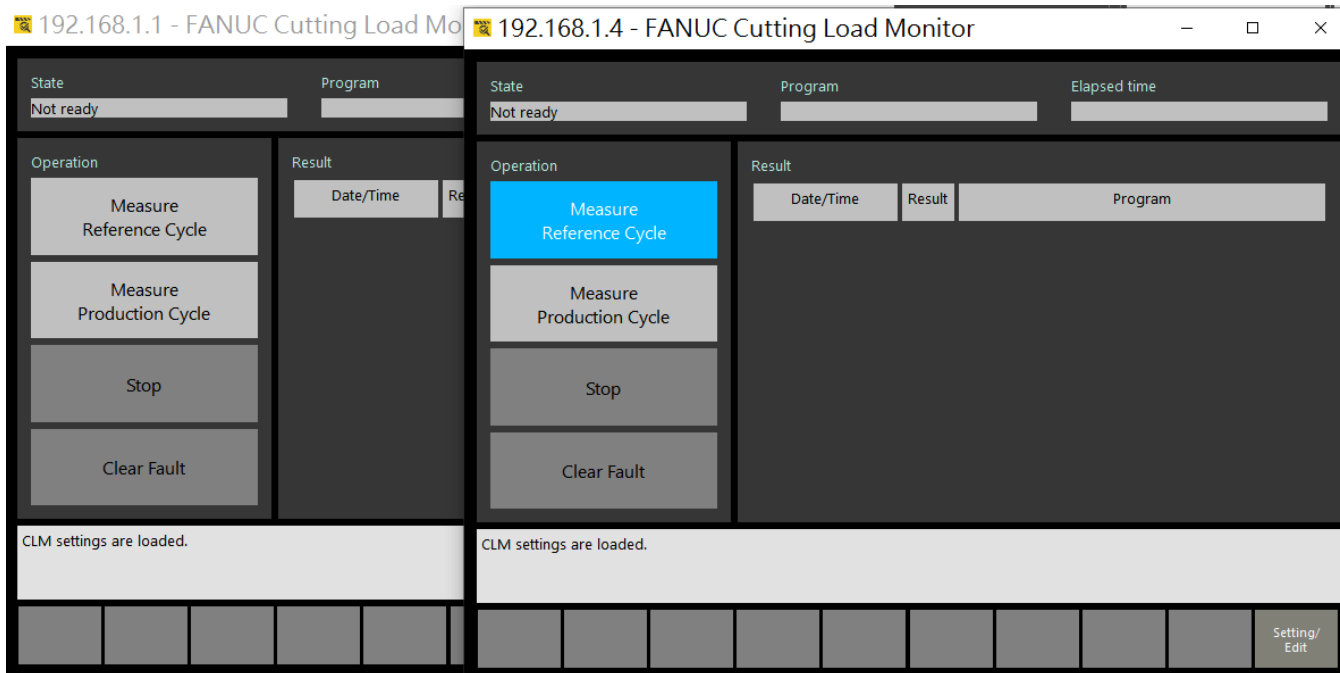 192.168.1.1 - FANUC Cutting Load Mo
State
Program
Not ready
Operation
Result
Measure
Reference Cycle
Date/Time
Re
Measure
Production Cycle
Stop
Clear Fault
CLM settings are loaded.
192.168.1.4 - FANUC Cutting Load Monitor
State
Program
Elapsed time
Not ready
Operation
Result
Measure
Reference Cycle
Date/Time
Result
Program
Measure
Production Cycle
Stop
Clear Fault
CLM settings are loaded.
Setting/
Edit